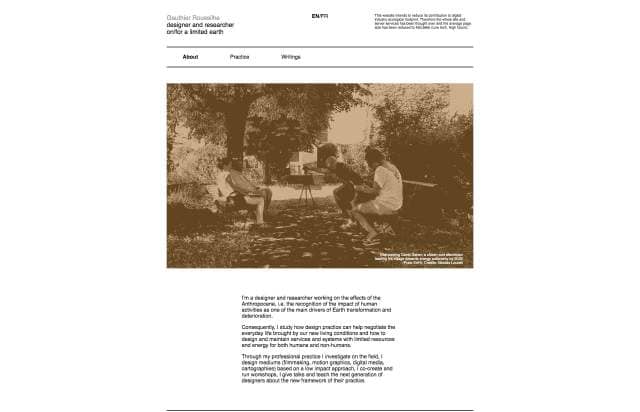 Gauthier Roussilhe
designer and researcher
on/for a limited earth
EN/FR
This website intends to reduce its contribution to digital
industry ecological footprint. Therefore the whole site and
server services has been thought over and the average page
About
Practice
Writings
I'm a designer and researcher working on the effects of the
Anthropocene, i.e. the recognition of the impact of human
activities as one of the main drivers of Earth transformation and
deterioration.
Consequently, I study how design practice can help negotiate the
everyday life brought by our new living conditions and how to
design and maintain services and systems with limited resources
and energy for both humans and non-humans.
Through my professional practice I investigate (on the field), I
design mediums (filmmaking, motion graphics, digital media,
cartographies) based on a low impact approach, I co-create and
run workshops, I give talks and teach the next generation of
designers about the new framework of their practice.